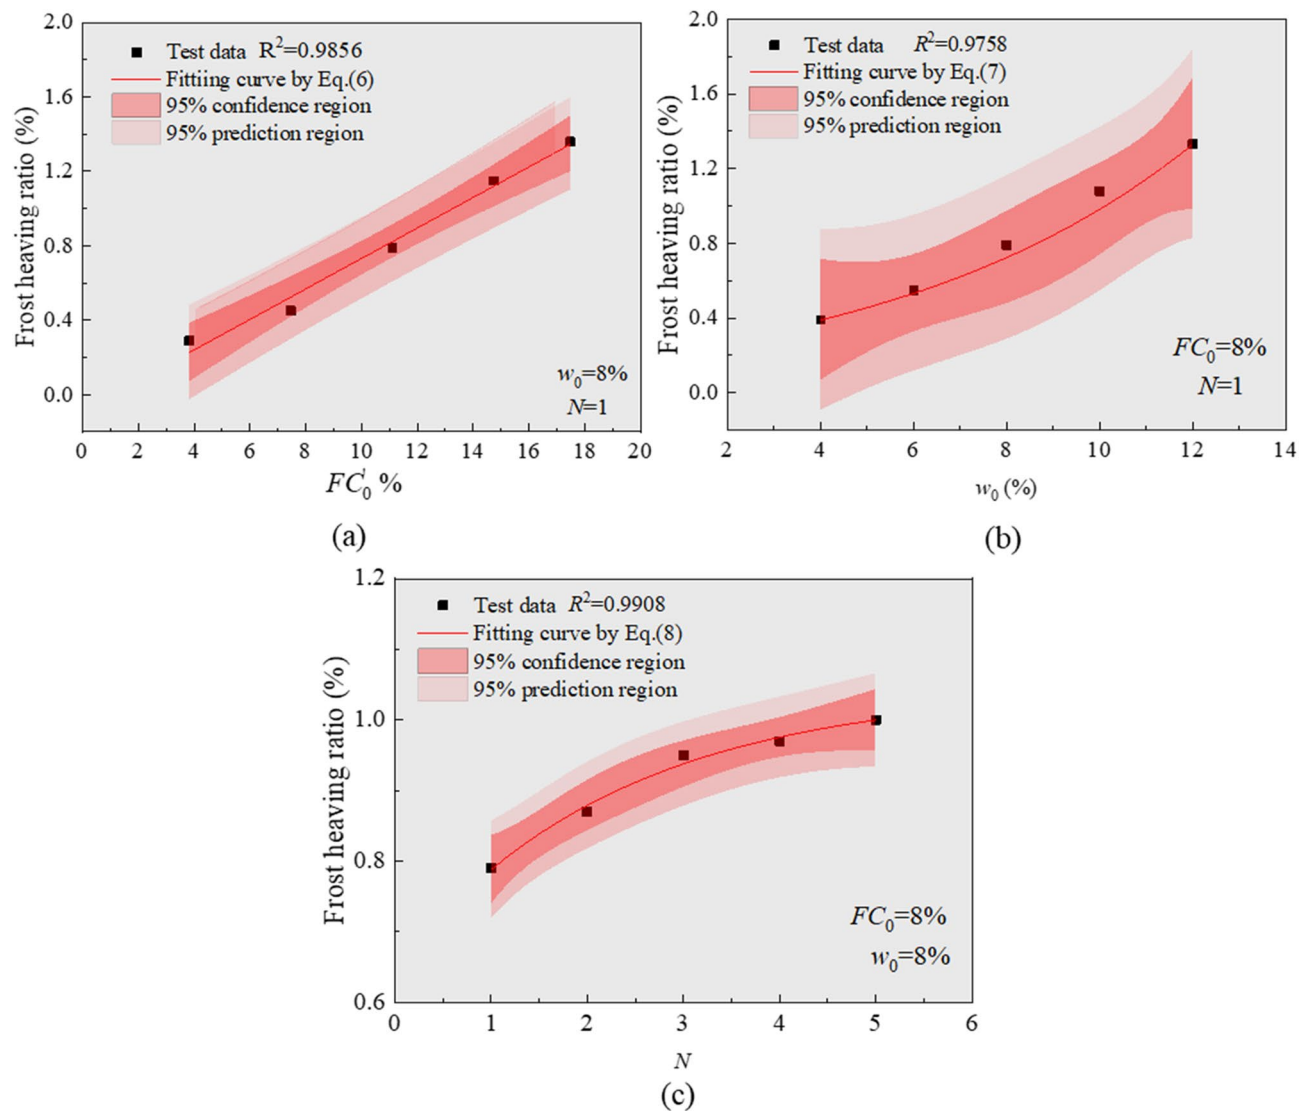 2.0
1.6
1.2
0.8
0.4
0.0
Frost heaving ratio (%)
Test data R²=0.9856
Fittiing curve by Eq.(6)
95% confidence region
95% prediction region
w₀=8%
N=1
0 2 4 6 8 10 12 14 16 18 20
FC₀ˡ %
(a)
2.0
1.6
1.2
0.8
0.4
0.0
Frost heaving ratio (%)
Test data R²=0.9758
Fitting curve by Eq.(7)
95% confidence region
95% prediction region
FC₀=8%
N=1
2 4 6 8 10 12 14
w₀ (%)
(b)
1.2
1.0
0.8
0.6
Frost heaving ratio (%)
Test data R²=0.9908
Fitting curve by Eq.(8)
95% confidence region
95% prediction region
FC₀=8%
w₀=8%
0 1 2 3 4 5 6
N
(c)